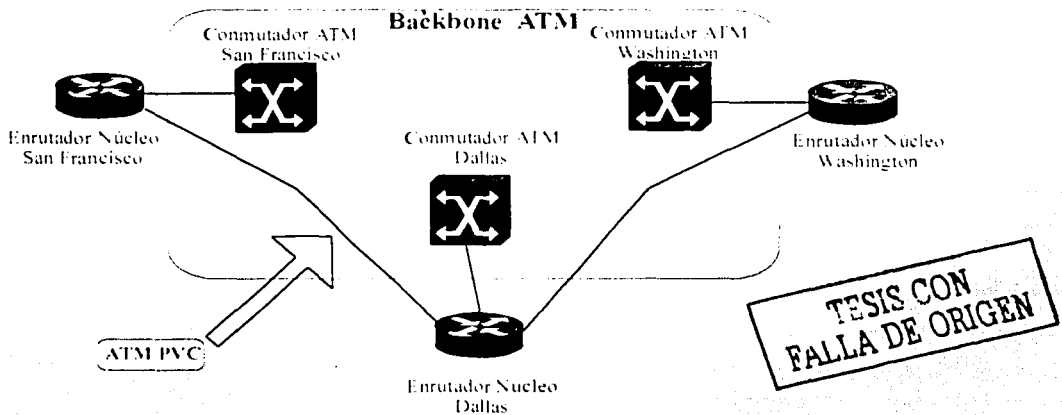 Backbone ATM
Conmutador ATM
San Francisco
Conmutador ATM
Washington
Enrutador Núcleo
San Francisco
Conmutador ATM
Dallas
Enrutador Núcleo
Washington
ATM PVC
Enrutador Nucleo
Dallas
TESIS CON
FALLA DE ORIGEN